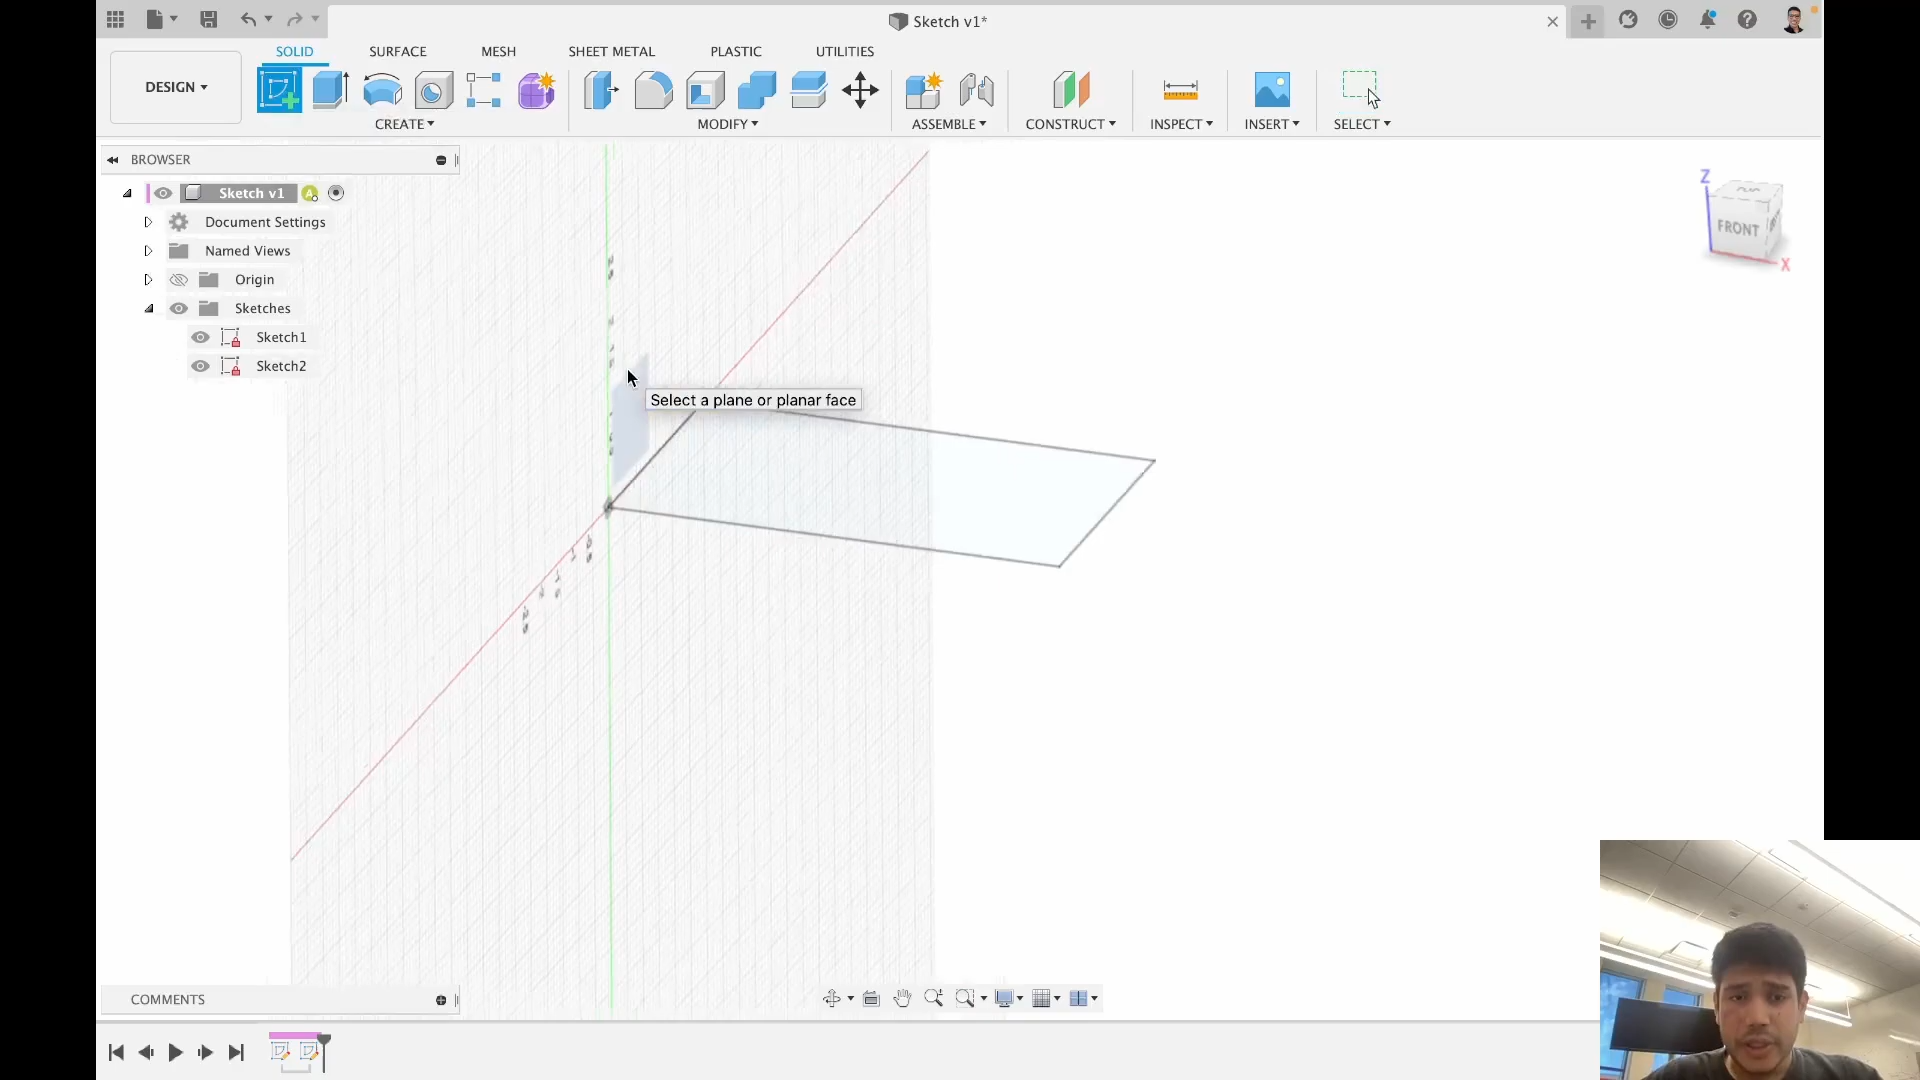 Sketch v1*
SOLID
SURFACE
MESH
SHEET METAL
PLASTIC
UTILITIES
DESIGN
CREATE
MODIFY
ASSEMBLE
CONSTRUCT
INSPECT
INSERT
SELECT
BROWSER
Sketch v1
Document Settings
Named Views
Origin
Sketches
Sketch1
Sketch2
Select a plane or planar face
Z
FRONT
X
COMMENTS